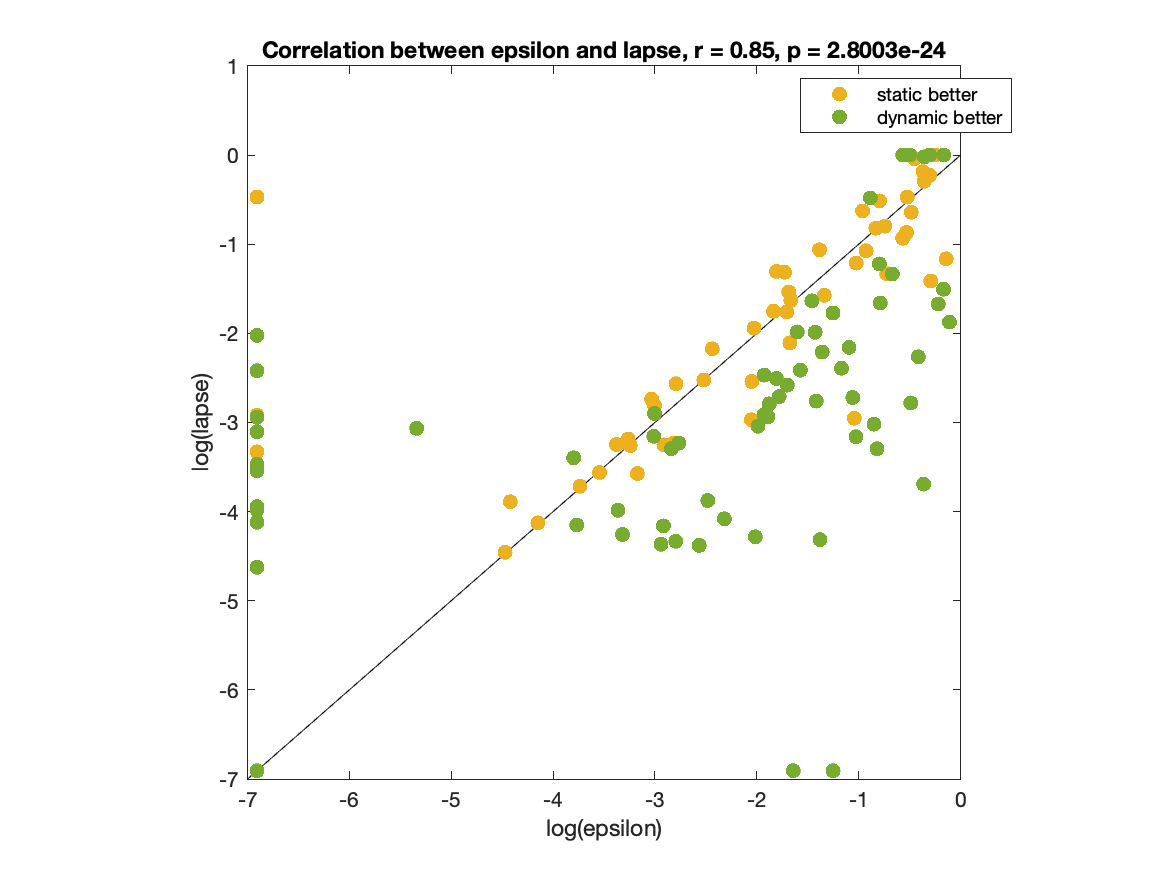 Correlation between epsilon and lapse, r = 0.85, p = 2.8003e-24
static better
dynamic better
1
0
-1
-2
-3
-4
-5
-6
-7
log(lapse)
-7 -6 -5 -4 -3 -2 -1 0
log(epsilon)